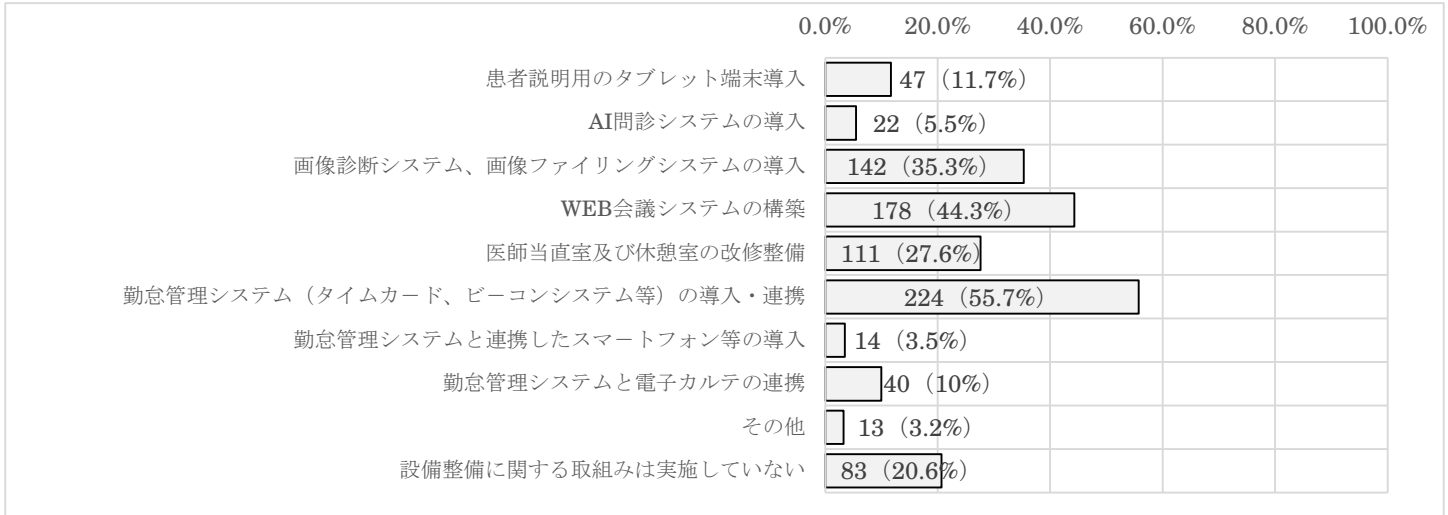 0.0% 20.0% 40.0% 60.0% 80.0% 100.0%
患者説明用のタブレット端末導入 47（11.7%）
AI問診システムの導入 22（5.5%）
画像診断システム、画像ファイリングシステムの導入 142（35.3%）
WEB会議システムの構築 178（44.3%）
医師当直室及び休憩室の改修整備 111（27.6%）
勤怠管理システム（タイムカード、ビーコンシステム等）の導入・連携 224（55.7%）
勤怠管理システムと連携したスマートフォン等の導入 14（3.5%）
勤怠管理システムと電子カルテの連携 40（10%）
その他 13（3.2%）
設備整備に関する取組みは実施していない 83（20.6%）